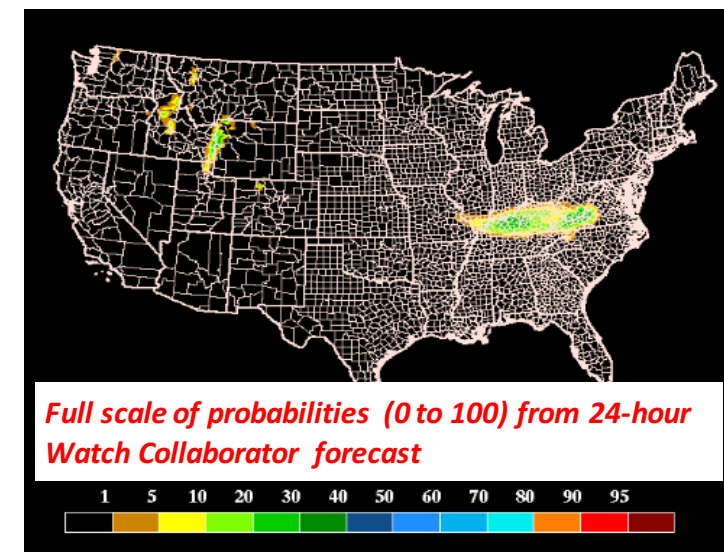 Full scale of probabilities (0 to 100) from 24-hour
Watch Collaborator forecast
1 5 10 20 30 40 50 60 70 80 90 95